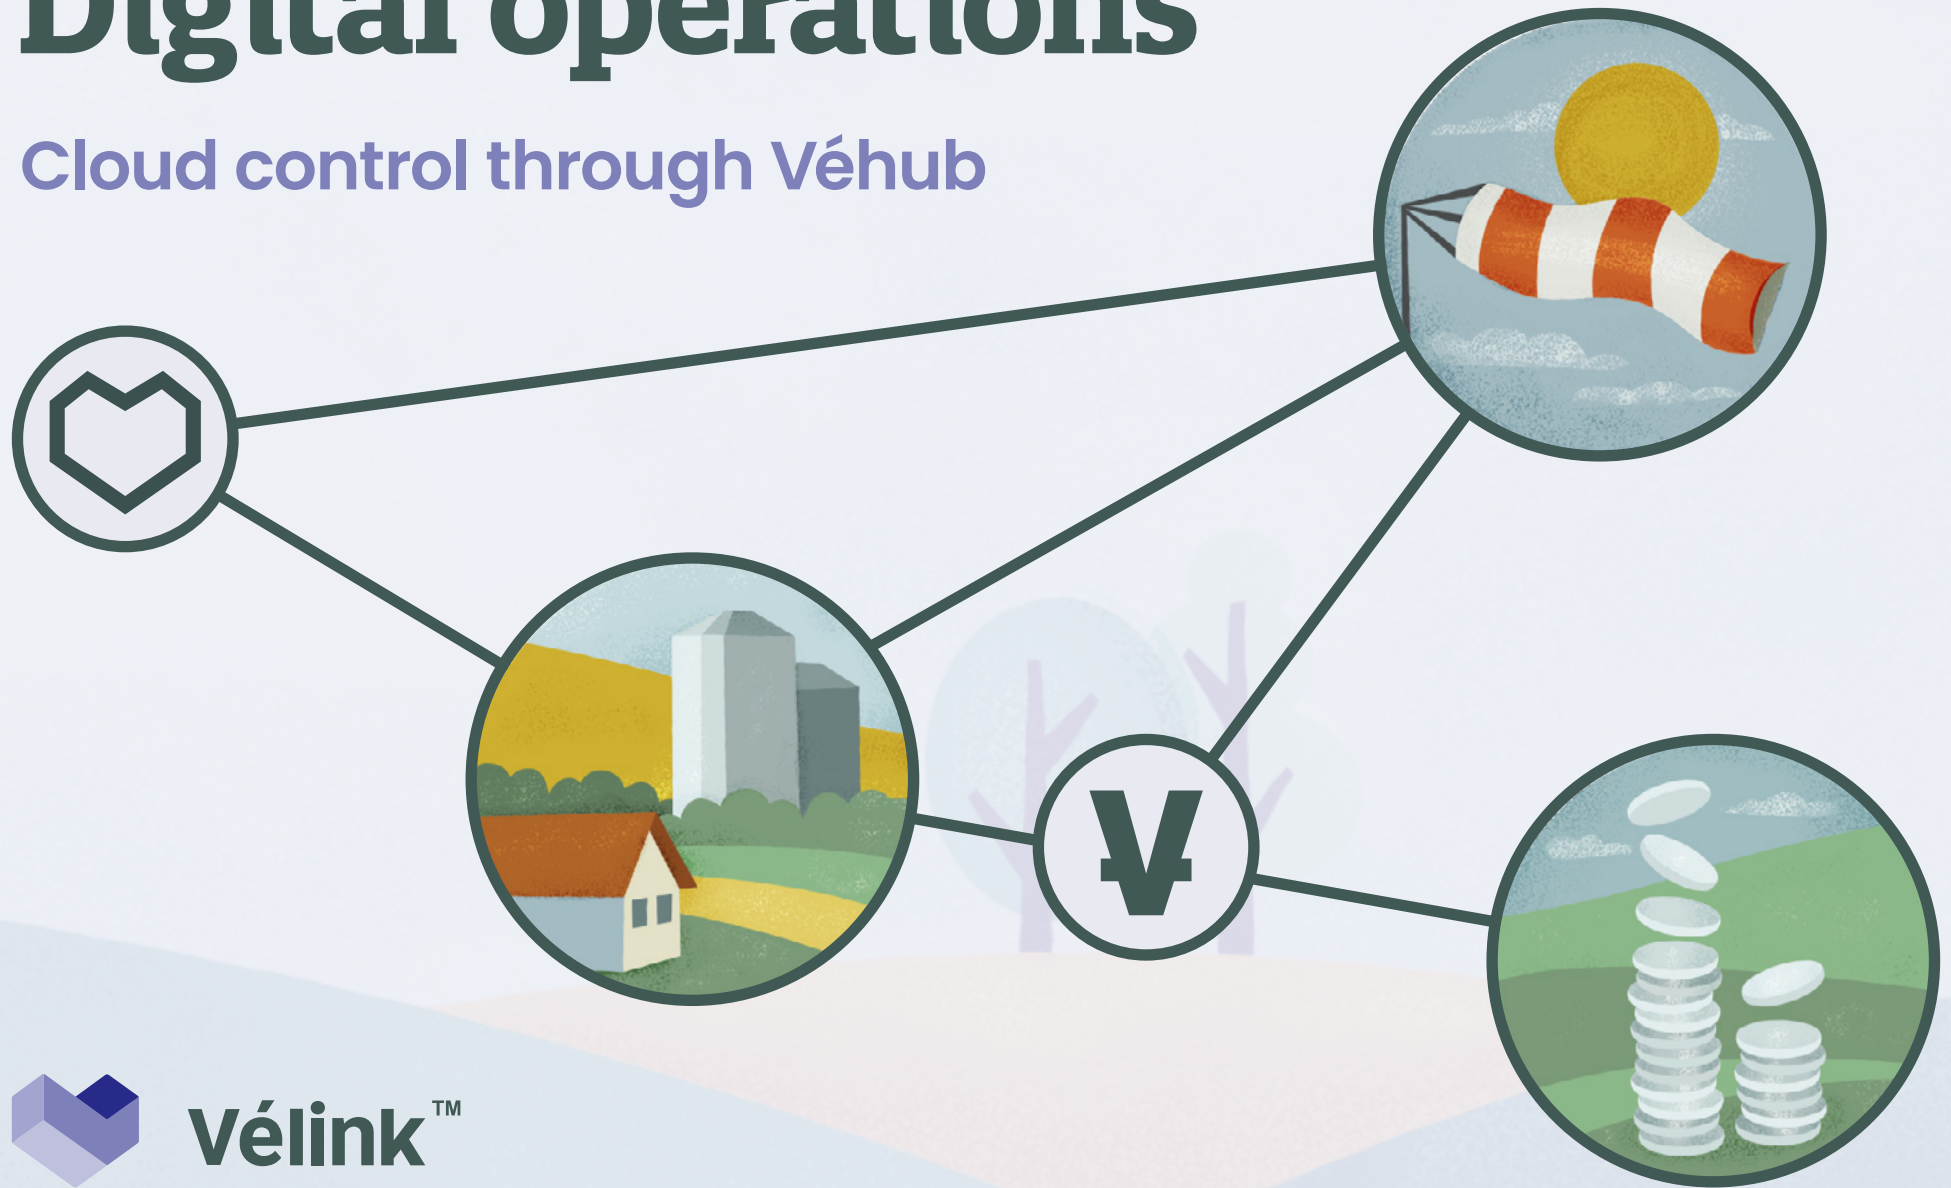 Digital operations
Cloud control through Véhub
V
Vélink™